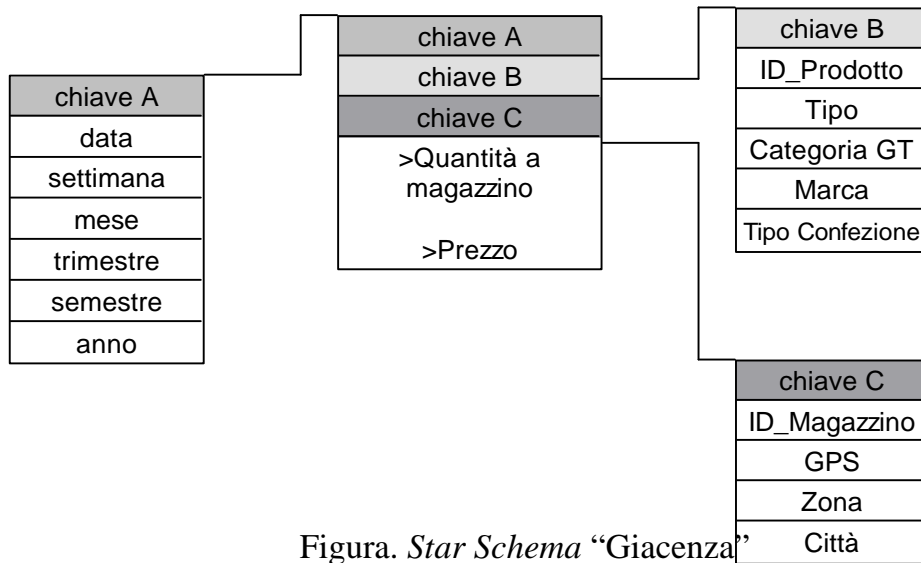 chiave A
data
settimana
mese
trimestre
semestre
anno
chiave A
chiave B
chiave C
>Quantità a
magazzino
>Prezzo
chiave B
ID_Prodotto
Tipo
Categoria GT
Marca
Tipo Confezione
chiave C
ID_Magazzino
GPS
Zona
Città
Figura. Star Schema “Giacenza”